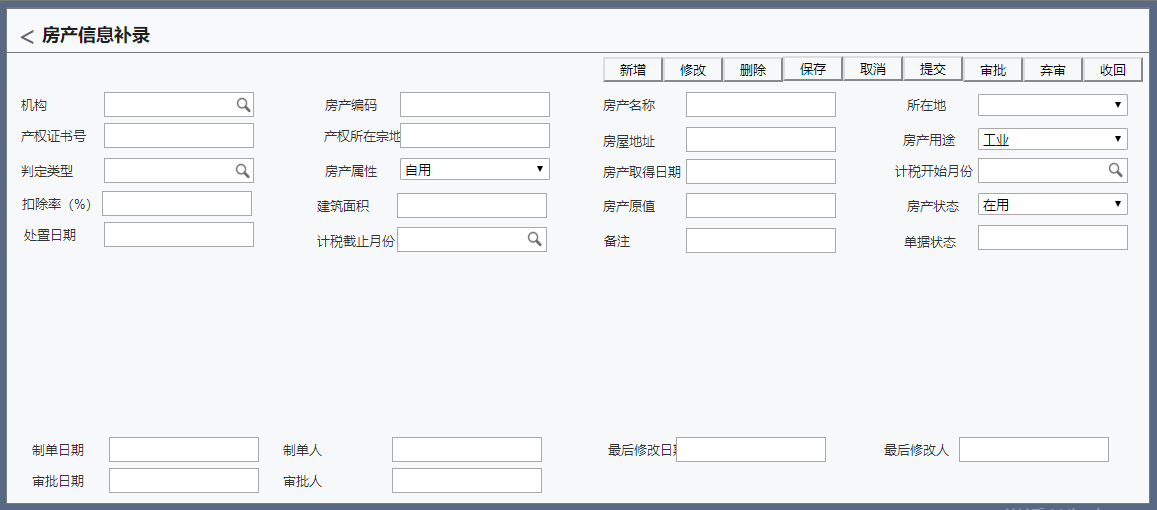 < 房产信息补录
新增 修改 删除 保存 取消 提交 审批 弃审 收回
机构 房产编码 房产名称 所在地
产权证书号 产权所在宗地 房屋地址 房产用途 工业
判定类型 房产属性 自用 房产取得日期 计税开始月份
扣除率（%） 建筑面积 房产原值 房产状态 在用
处置日期 计税截止月份 备注 单据状态
制单日期 制单人 最后修改日 最后修改人
审批日期 审批人